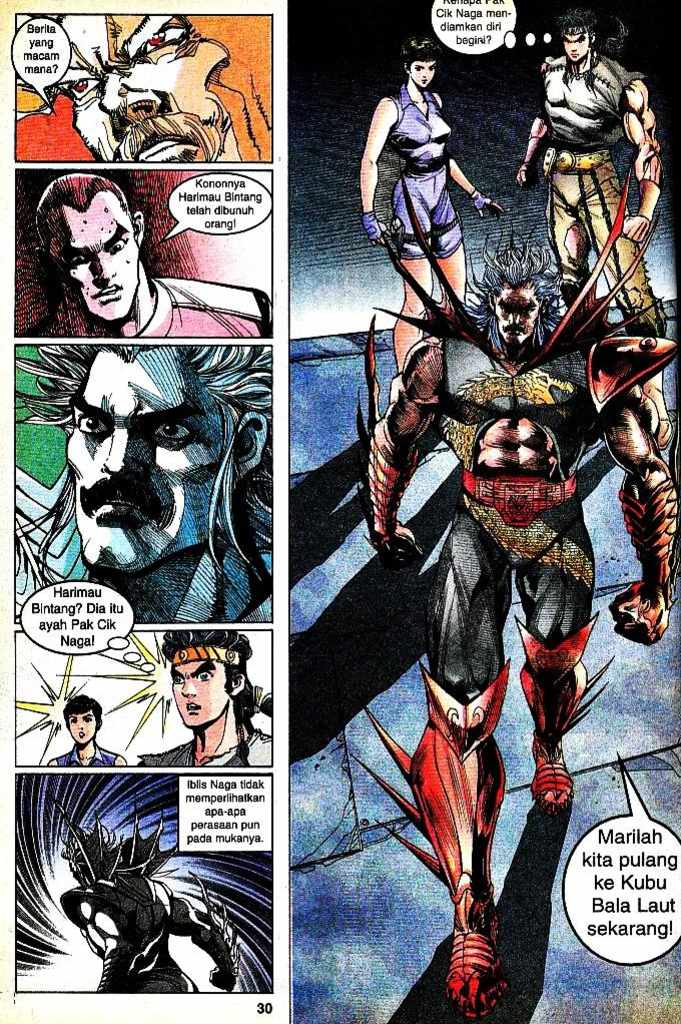 Berita
yang
macam
mana?
Kononnya
Harimau Bintang
telah dibunuh
orang!
Harimau
Bintang? Dia itu
ayah Pak Cik
Naga!
Iblis Naga tidak
memperlihatkan
apa-apa
perasaan pun
pada mukanya.
30
Kenapa Pak
Cik Naga men-
diamkan diri
begini?
Marilah
kita pulang
ke Kubu
Bala Laut
sekarang!